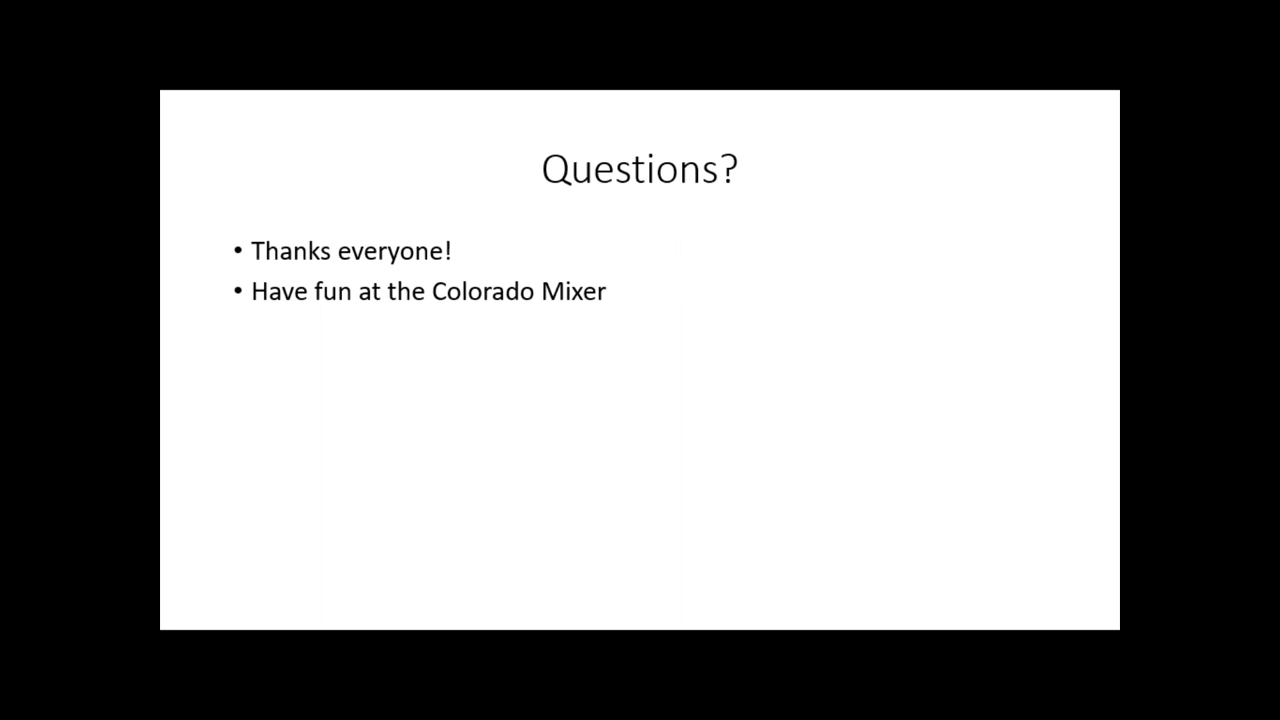 Questions?
• Thanks everyone!
• Have fun at the Colorado Mixer